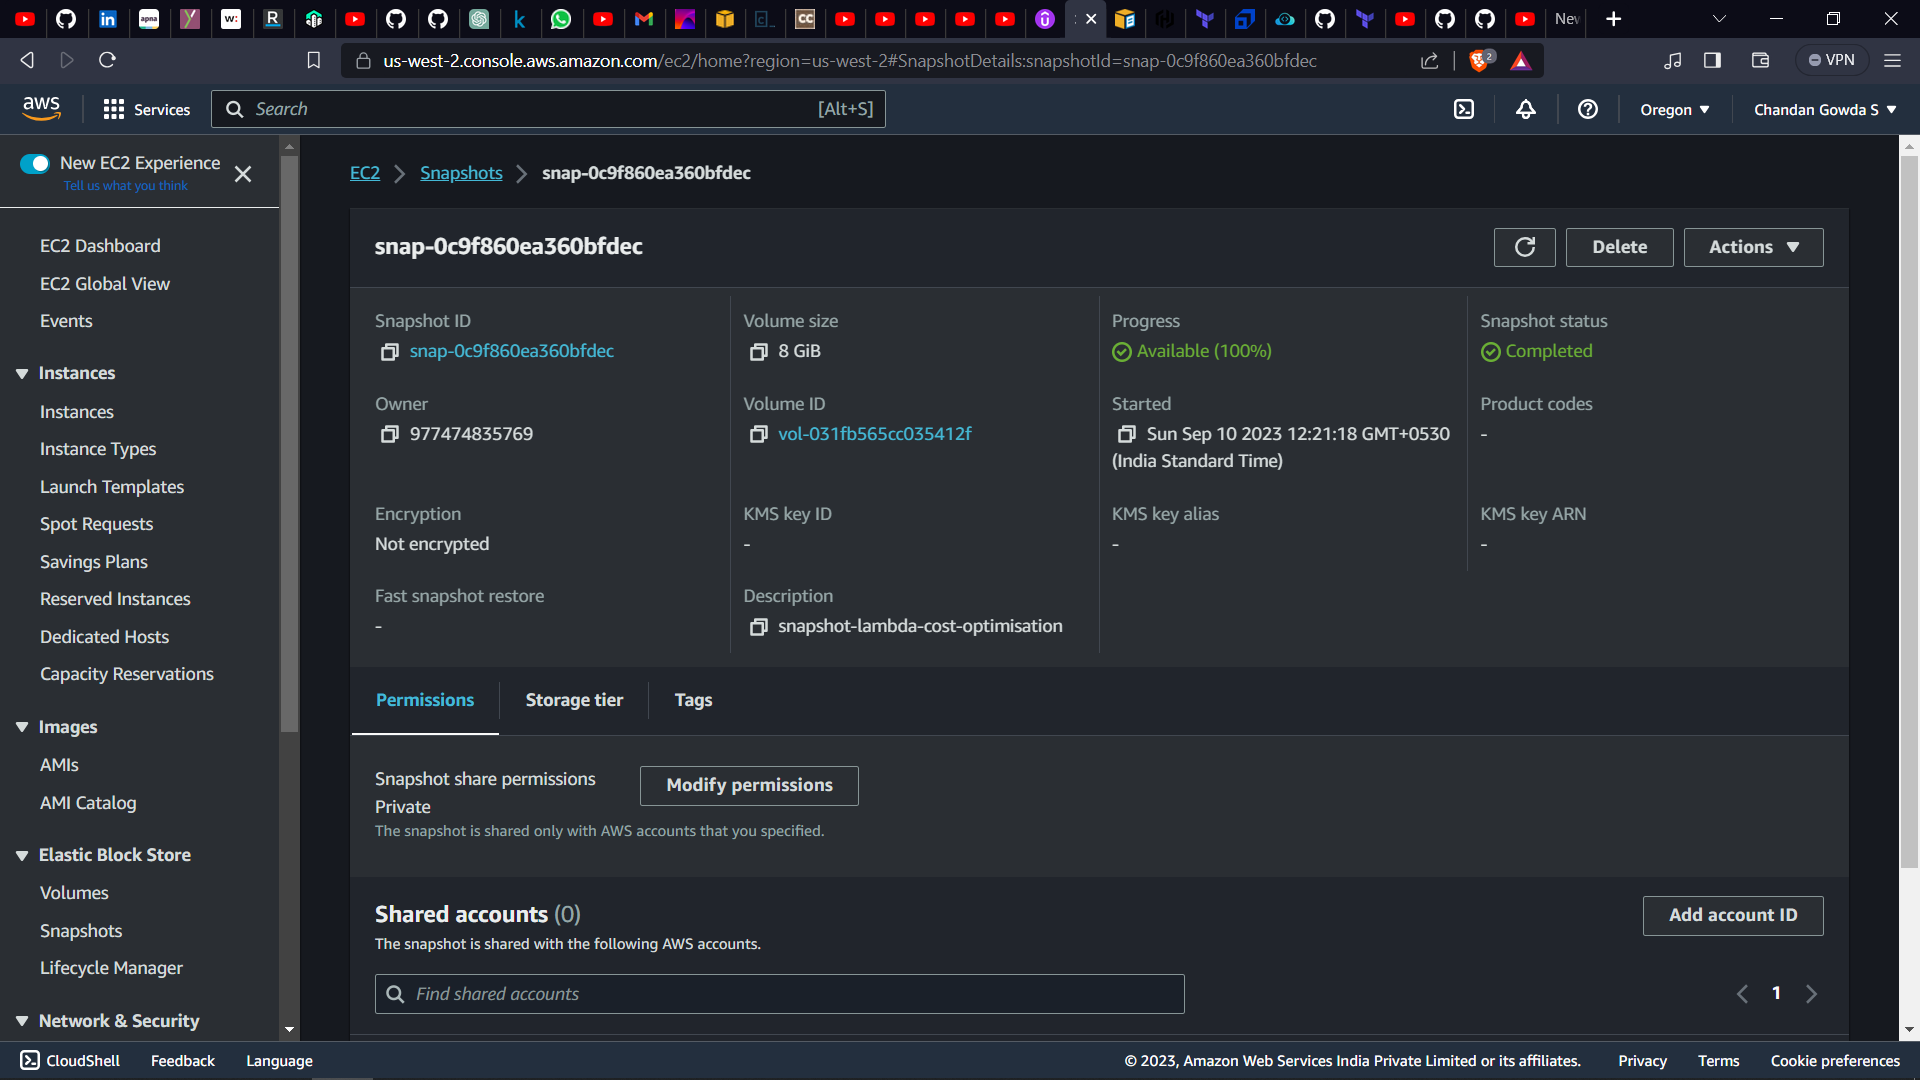 New
us-west-2.console.aws.amazon.com/ec2/home?region=us-west-2#SnapshotDetails:snapshotId=snap-0c9f860ea360bfdec
2
VPN
aws
Services
Search
[Alt+S]
Oregon
Chandan Gowda S
New EC2 Experience
Tell us what you think
EC2 Dashboard
EC2 Global View
Events
Instances
Instances
Instance Types
Launch Templates
Spot Requests
Savings Plans
Reserved Instances
Dedicated Hosts
Capacity Reservations
Images
AMIs
AMI Catalog
Elastic Block Store
Volumes
Snapshots
Lifecycle Manager
Network & Security
EC2 > Snapshots > snap-0c9f860ea360bfdec
snap-0c9f860ea360bfdec
Delete
Actions
Snapshot ID
snap-0c9f860ea360bfdec
Volume size
8 GiB
Progress
Available (100%)
Snapshot status
Completed
Owner
977474835769
Volume ID
vol-031fb565cc035412f
Started
Sun Sep 10 2023 12:21:18 GMT+0530
(India Standard Time)
Product codes
-
Encryption
Not encrypted
KMS key ID
-
KMS key alias
-
KMS key ARN
-
Fast snapshot restore
-
Description
snapshot-lambda-cost-optimisation
Permissions
Storage tier
Tags
Snapshot share permissions
Private
The snapshot is shared only with AWS accounts that you specified.
Modify permissions
Shared accounts (0)
The snapshot is shared with the following AWS accounts.
Add account ID
Find shared accounts
1
CloudShell
Feedback
Language
© 2023, Amazon Web Services India Private Limited or its affiliates.
Privacy
Terms
Cookie preferences